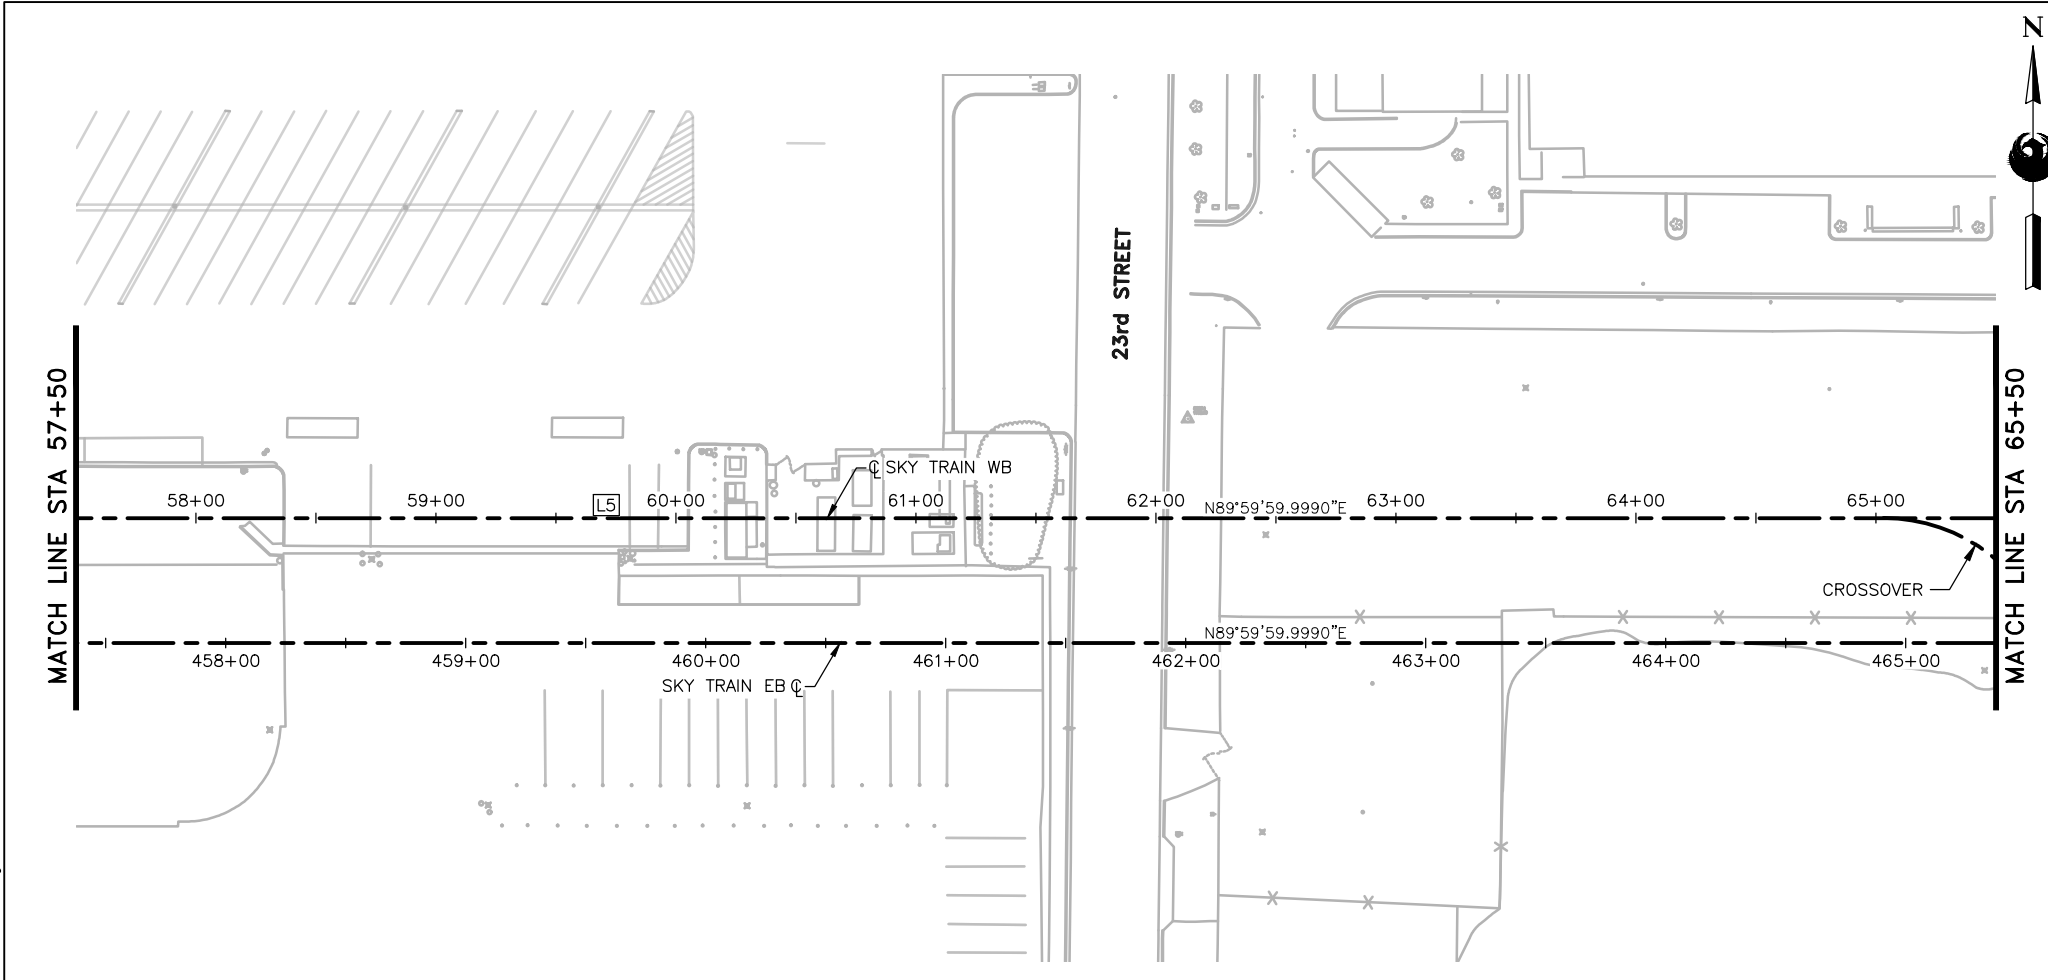 N
23rd STREET
MATCH LINE STA 57+50
MATCH LINE STA 65+50
℄ SKY TRAIN WB
58+00 59+00 L5 60+00 61+00 62+00 63+00 64+00 65+00
N89°59'59.9990"E
CROSSOVER
N89°59'59.9990"E
458+00 459+00 460+00 461+00 462+00 463+00 464+00 465+00
SKY TRAIN EB ℄